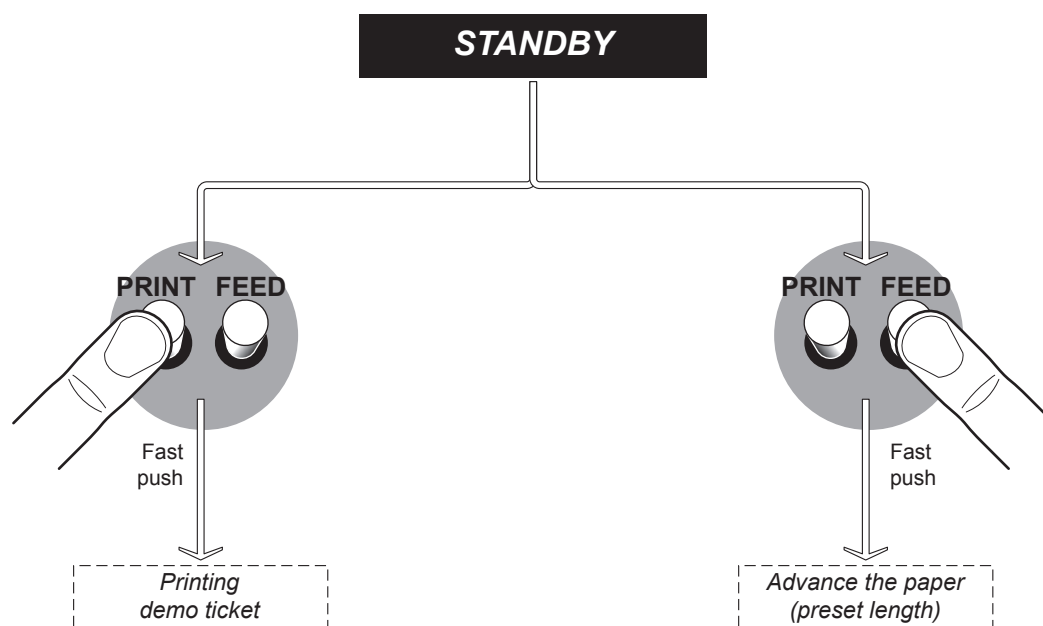 STANDBY
PRINT FEED
Fast
push
Printing
demo ticket
PRINT FEED
Fast
push
Advance the paper
(preset length)